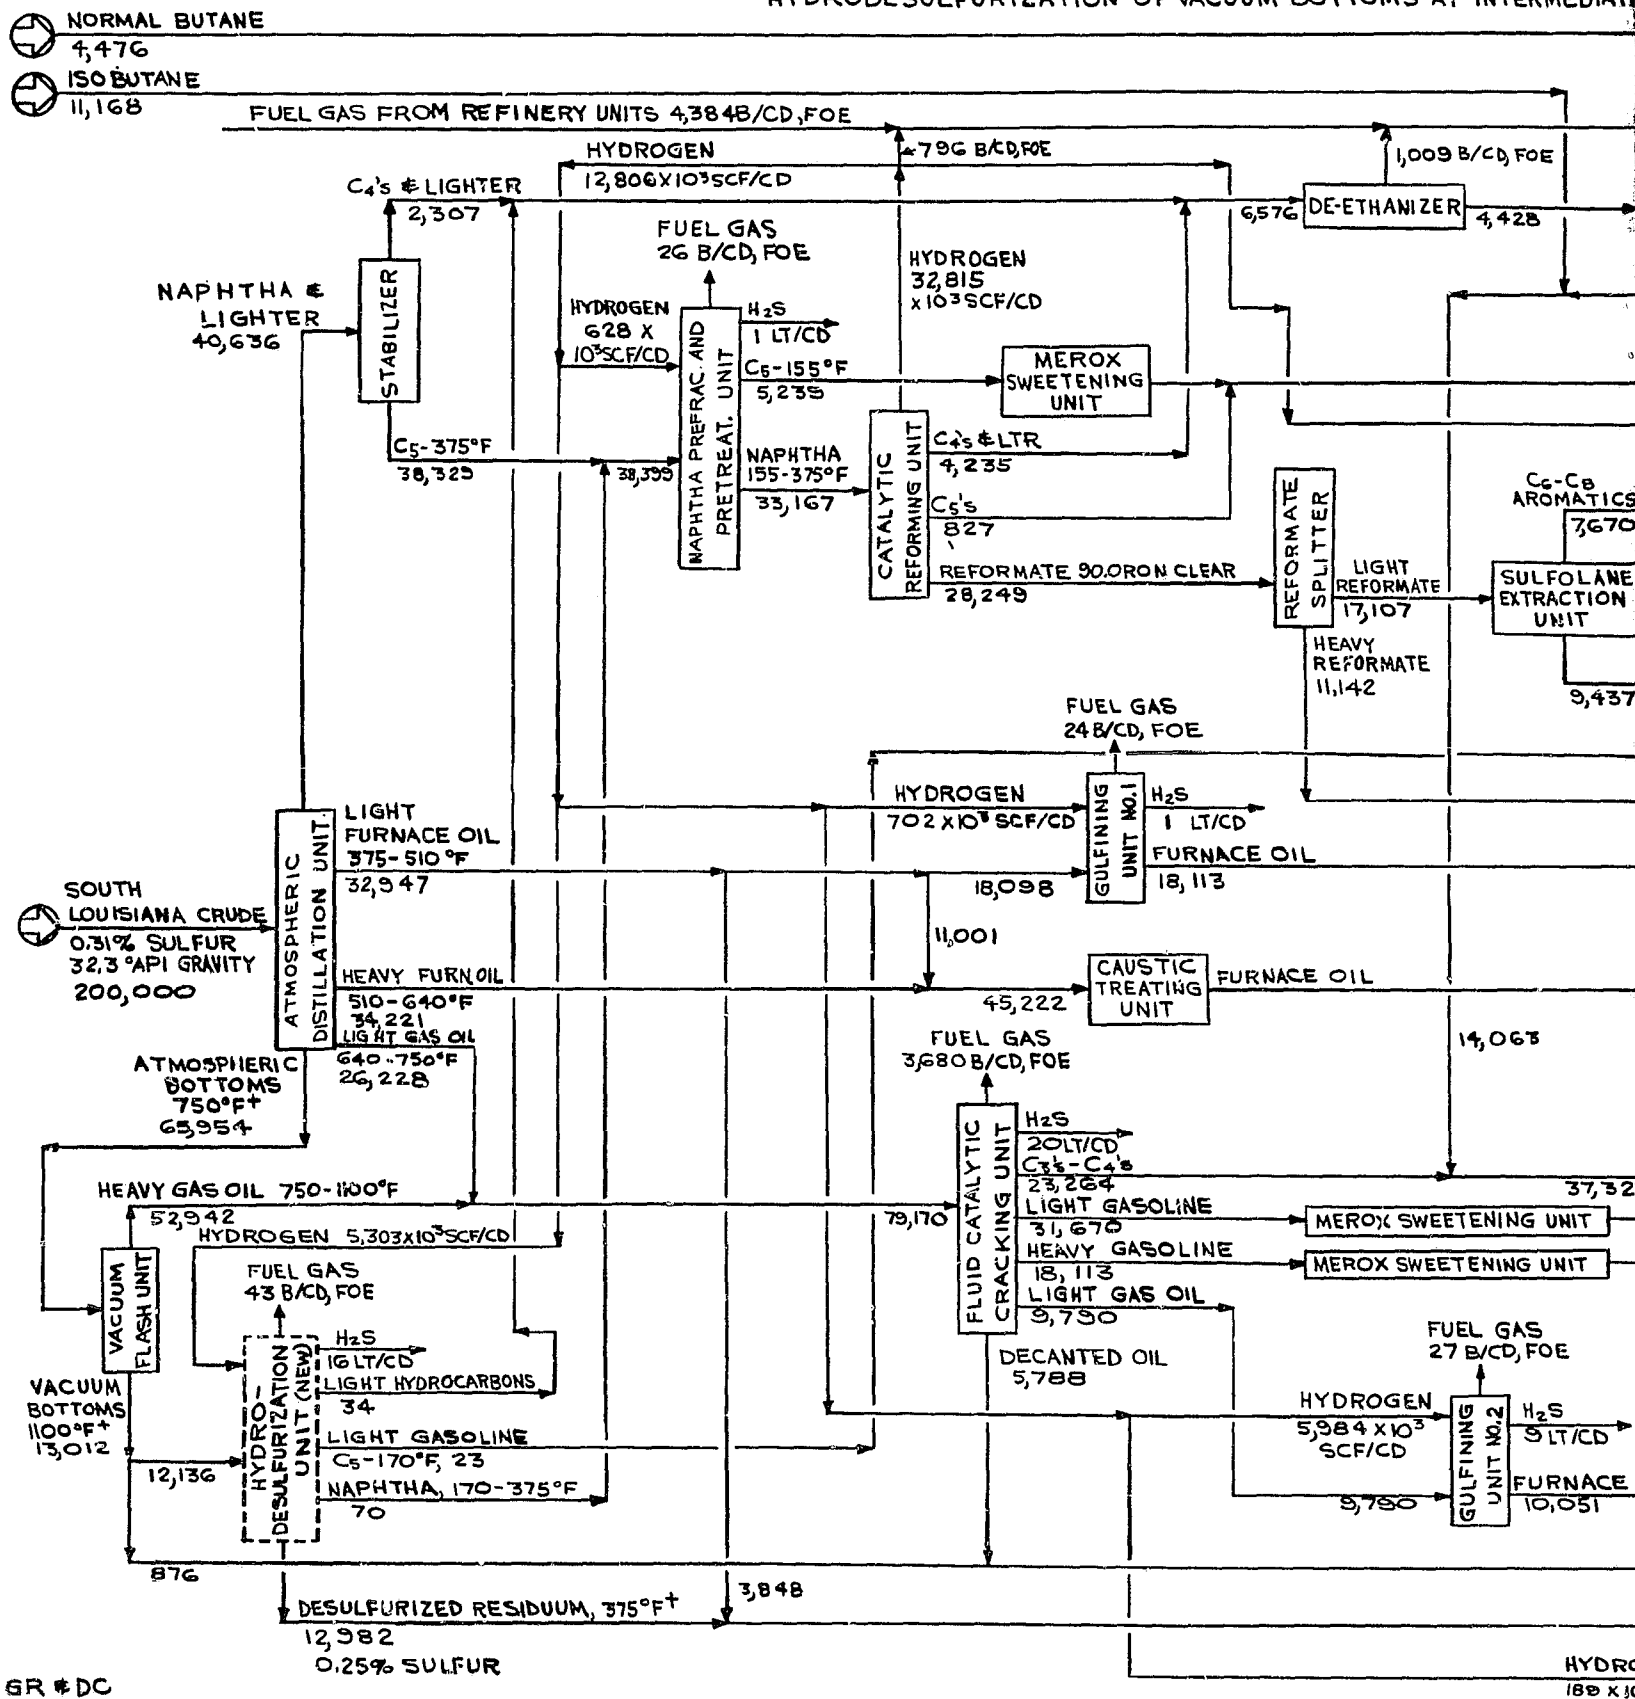 HYDRODESULFURIZATION OF VACUUM BOTTOMS AT
NORMAL BUTANE
4,476
ISO BUTANE
11,168
FUEL GAS FROM REFINERY UNITS 4,384B/CD,FOE
796 B/CD,FOE
1,009 B/CD, FOE
HYDROGEN
12,806X10³SCF/CD
C4's & LIGHTER
2,307
6,576
DE-ETHANIZER
4,428
FUEL GAS
26 B/CD, FOE
HYDROGEN
32,815
X10³ SCF/CD
NAPHTHA &
LIGHTER
40,636
STABILIZER
HYDROGEN
628 X
10³SCF/CD
NAPHTHA PREFRAC. AND
PRETREAT. UNIT
H2S
1 LT/CD
C5-155°F
5,235
MEROX
SWEETENING
UNIT
C5-375°F
38,329
38,399
NAPHTHA
155-375°F
33,167
CATALYTIC
REFORMING UNIT
C4's & LTR
4,235
C5's
827
REFORMATE 90.0RON CLEAR
28,249
REFORMATE
SPLITTER
LIGHT
REFORMATE
17,107
C6-C8
AROMATICS
7,670
SULFOLANE
EXTRACTION
UNIT
9,437
HEAVY
REFORMATE
11,142
FUEL GAS
24 B/CD, FOE
HYDROGEN
702 X10³ SCF/CD
GULFINING
UNIT NO.1
H2S
1 LT/CD
FURNACE OIL
18,113
LIGHT
FURNACE OIL
375-510°F
32,947
18,098
11,001
SOUTH
LOUISIANA CRUDE
0.31% SULFUR
32.3 °API GRAVITY
200,000
ATMOSPHERIC
DISTILLATION UNIT
HEAVY FURN.OIL
510-640°F
34,221
45,222
CAUSTIC
TREATING
UNIT
FURNACE OIL
LIGHT GAS OIL
640-750°F
26,228
ATMOSPHERIC
BOTTOMS
750°F+
65,954
FUEL GAS
3,680 B/CD, FOE
14,063
FLUID CATALYTIC
CRACKING UNIT
H2S
20LT/CD
C3's-C4's
23,264
37,32
HEAVY GAS OIL 750-1100°F
52,942
79,170
LIGHT GASOLINE
31,670
MEROX SWEETENING UNIT
HEAVY GASOLINE
18,113
MEROX SWEETENING UNIT
LIGHT GAS OIL
9,790
HYDROGEN 5,303X10³SCF/CD
VACUUM
FLASH UNIT
FUEL GAS
43 B/CD, FOE
HYDRO-
DESULFURIZATION
UNIT (NEW)
H2S
16 LT/CD
LIGHT HYDROCARBONS
34
LIGHT GASOLINE
C5-170°F, 23
NAPHTHA, 170-375°F
70
VACUUM
BOTTOMS
1100°F+
13,012
12,136
DECANTED OIL
5,788
FUEL GAS
27 B/CD, FOE
HYDROGEN
5,984 X10³
SCF/CD
GULFINING
UNIT NO.2
H2S
9 LT/CD
9,790
FURNACE
10,051
876
3,848
DESULFURIZED RESIDUUM, 375°F+
12,982
0.25% SULFUR
HYDRO
GR & DC